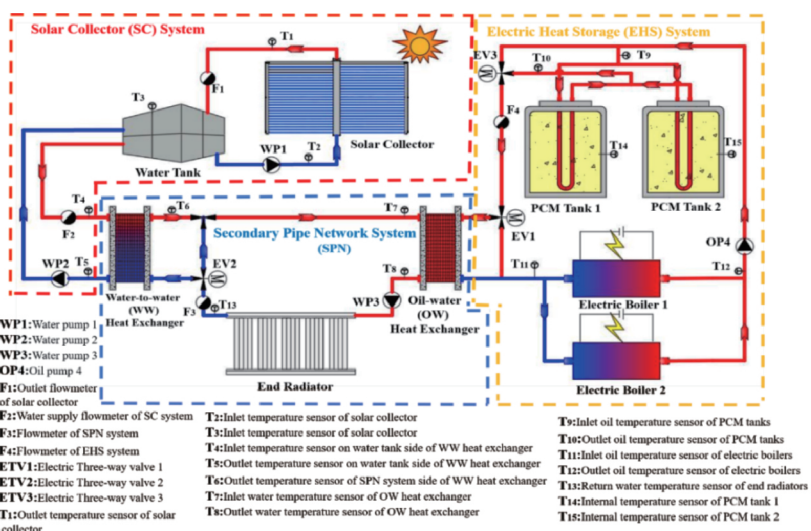 Solar Collector (SC) System
Electric Heat Storage (EHS) System
T1
T9
EV3
T10
F1
T3
F4
WP1
T2
Solar Collector
Water Tank
T14
T15
T4
T6
T7
PCM Tank 1
PCM Tank 2
F2
Secondary Pipe Network System
(SPN)
EV1
OP4
EV2
T8
T11
T12
WP2
T5
Water-to-water
(WW)
Heat Exchanger
F3
T13
WP3
Oil-water
(OW)
Heat Exchanger
Electric Boiler 1
End Radiator
Electric Boiler 2
WP1:Water pump 1
WP2:Water pump 2
WP3:Water pump 3
OP4:Oil pump 4
F1:Outlet flowmeter
of solar collector
F2:Water supply flowmeter of SC system
F3:Flowmeter of SPN system
F4:Flowmeter of EHS system
ETV1:Electric Three-way valve 1
ETV2:Electric Three-way valve 2
ETV3:Electric Three-way valve 3
T1:Outlet temperature sensor of solar
collector
T2:Inlet temperature sensor of solar collector
T3:Inlet temperature sensor of solar collector
T4:Inlet temperature sensor on water tank side of WW heat exchanger
T5:Outlet temperature sensor on water tank side of WW heat exchanger
T6:Outlet temperature sensor of SPN system side of WW heat exchanger
T7:Inlet water temperature sensor of OW heat exchanger
T8:Outlet water temperature sensor of OW heat exchanger
T9:Inlet oil temperature sensor of PCM tanks
T10:Outlet oil temperature sensor of PCM tanks
T11:Inlet oil temperature sensor of electric boilers
T12:Outlet oil temperature sensor of electric boilers
T13:Return water temperature sensor of end radiators
T14:Internal temperature sensor of PCM tank 1
T15:Internal temperature sensor of PCM tank 2